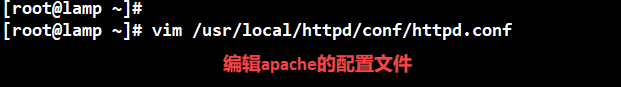 [root@lamp ~]#
[root@lamp ~]# vim /usr/local/httpd/conf/httpd.conf
编辑apache的配置文件